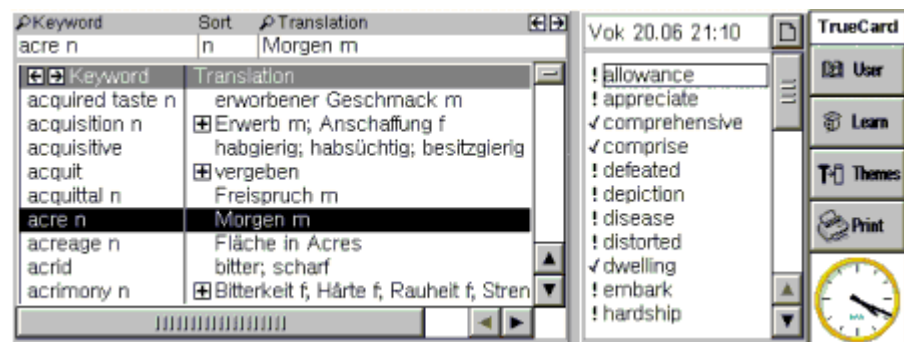 Keyword Sort Translation
acre n n Morgen m
Keyword Translation
acquired taste n erworbener Geschmack m
acquisition n Erwerb m; Anschaffung f
acquisitive habgierig; habsüchtig; besitzgierig
acquit vergeben
acquittal n Freispruch m
acre n Morgen m
acreage n Fläche in Acres
acrid bitter; scharf
acrimony n Bitterkeit f; Härte f; Rauheit f; Stren
Vok 20.06 21:10
! allowance
! appreciate
✓ comprehensive
✓ comprise
! defeated
! depiction
! disease
! distorted
✓ dwelling
! embark
! hardship
TrueCard
User
Learn
Themes
Print